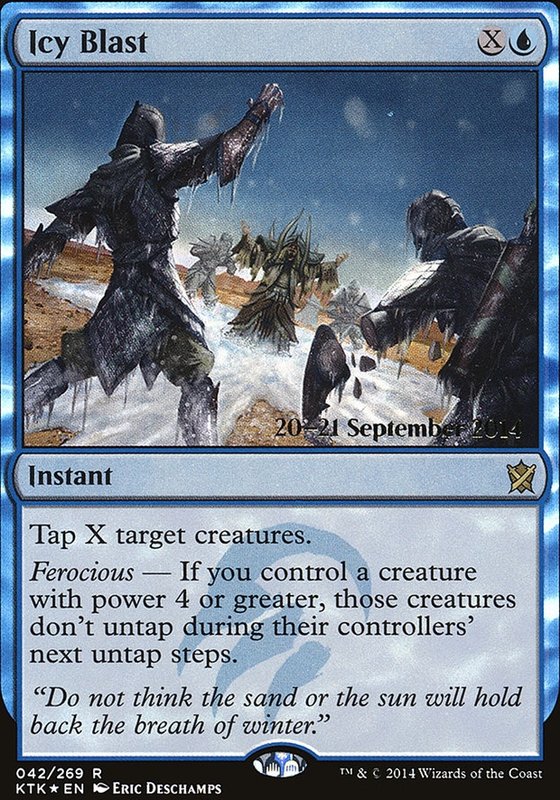 Icy Blast X
20–21 September 2014
Instant
Tap X target creatures.
Ferocious — If you control a creature
with power 4 or greater, those creatures
don't untap during their controllers'
next untap steps.
"Do not think the sand or the sun will hold
back the breath of winter."
042/269 R
KTK ★ EN Eric Deschamps
™ & © 2014 Wizards of the Coast